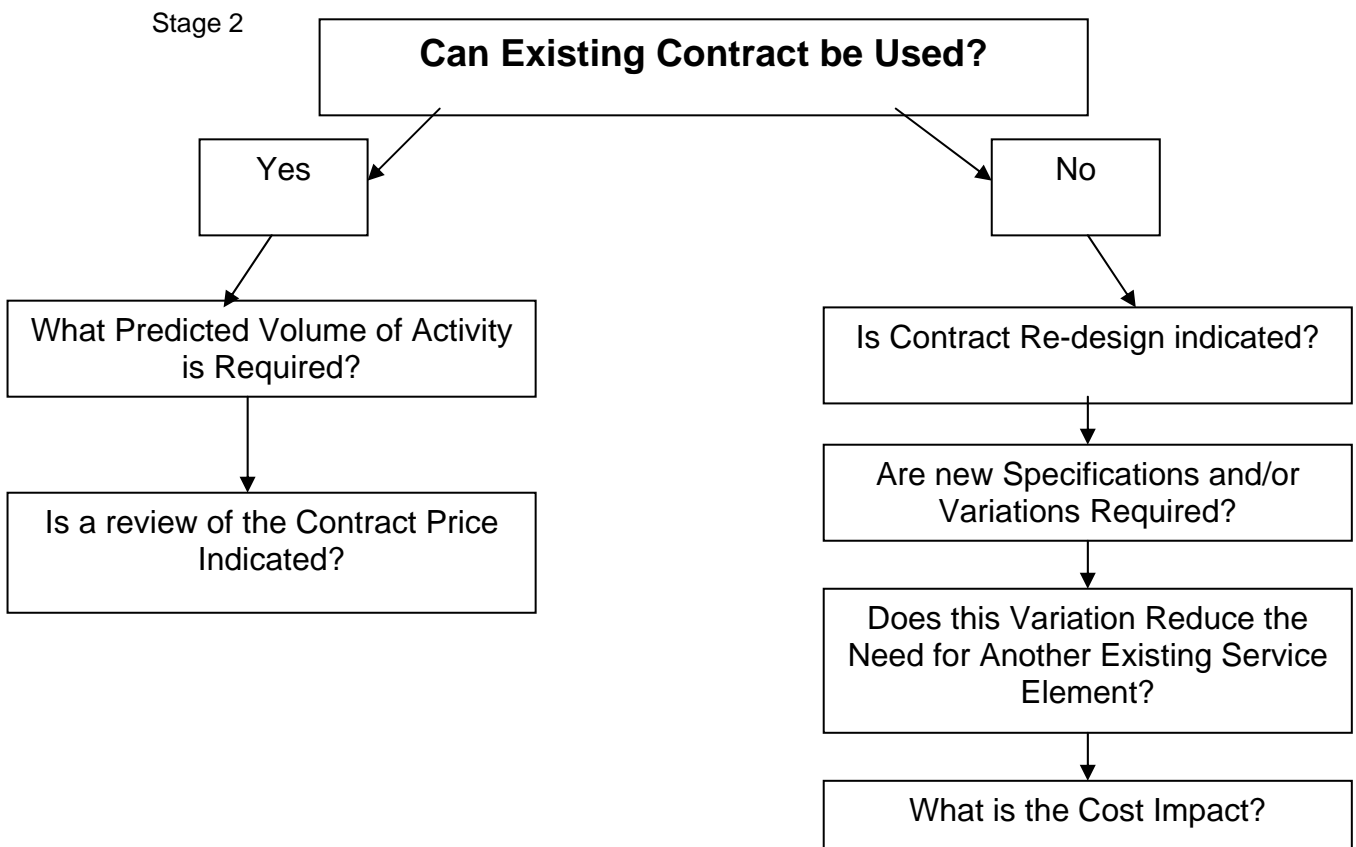 Stage 2
Can Existing Contract be Used?
Yes
No
What Predicted Volume of Activity
is Required?
Is a review of the Contract Price
Indicated?
Is Contract Re-design indicated?
Are new Specifications and/or
Variations Required?
Does this Variation Reduce the
Need for Another Existing Service
Element?
What is the Cost Impact?